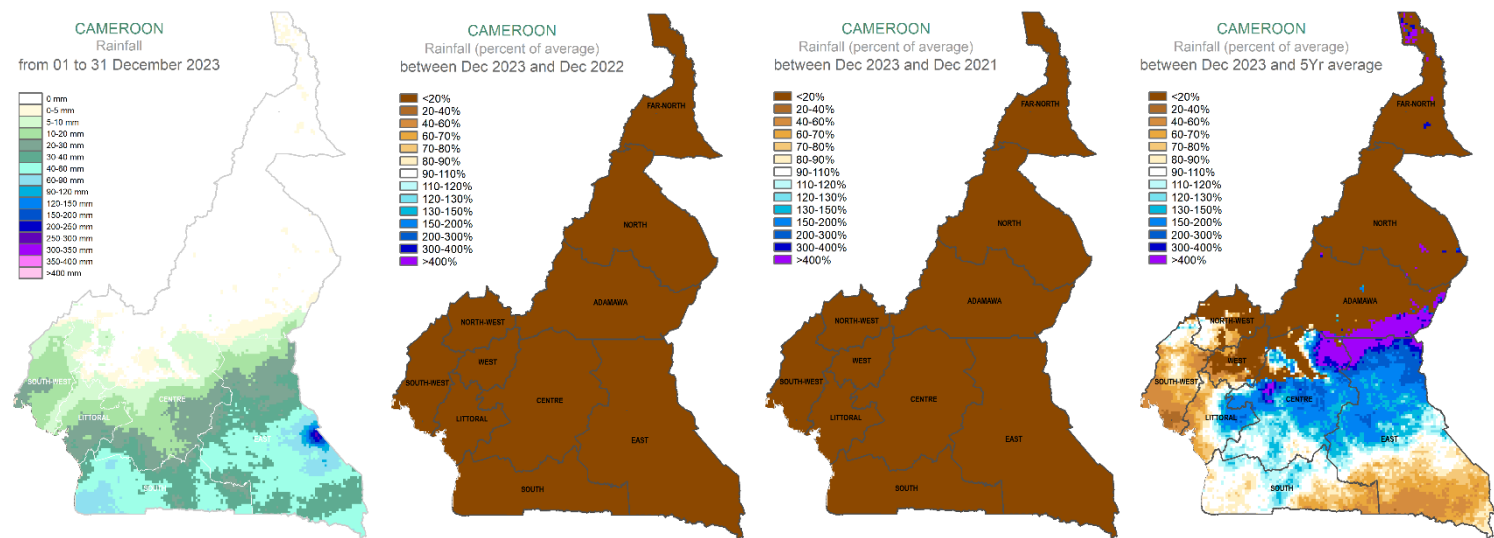 CAMEROON
Rainfall
from 01 to 31 December 2023
0 mm
0-5 mm
5-10 mm
10-20 mm
20-30 mm
30-40 mm
40-60 mm
60-90 mm
90-120 mm
120-150 mm
150-200 mm
200-250 mm
250 300 mm
300-350 mm
350-400 mm
>400 mm
SOUTH-WEST
LITTORAL
CENTRE
EAST
SOUTH
CAMEROON
Rainfall (percent of average)
between Dec 2023 and Dec 2022
<20%
20-40%
40-60%
60-70%
70-80%
80-90%
90-110%
110-120%
120-130%
130-150%
150-200%
200-300%
300-400%
>400%
FAR-NORTH
NORTH
ADAMAWA
NORTH-WEST
WEST
SOUTH-WEST
CENTRE
LITTORAL
EAST
SOUTH
CAMEROON
Rainfall (percent of average)
between Dec 2023 and Dec 2021
<20%
20-40%
40-60%
60-70%
70-80%
80-90%
90-110%
110-120%
120-130%
130-150%
150-200%
200-300%
300-400%
>400%
FAR-NORTH
NORTH
ADAMAWA
NORTH-WEST
WEST
SOUTH-WEST
CENTRE
LITTORAL
EAST
SOUTH
CAMEROON
Rainfall (percent of average)
between Dec 2023 and 5Yr average
<20%
20-40%
40-60%
60-70%
70-80%
80-90%
90-110%
110-120%
120-130%
130-150%
150-200%
200-300%
300-400%
>400%
FAR-NORTH
NORTH
ADAMAWA
NORTH-WEST
WEST
SOUTH-WEST
CENTRE
LITTORAL
EAST
SOUTH